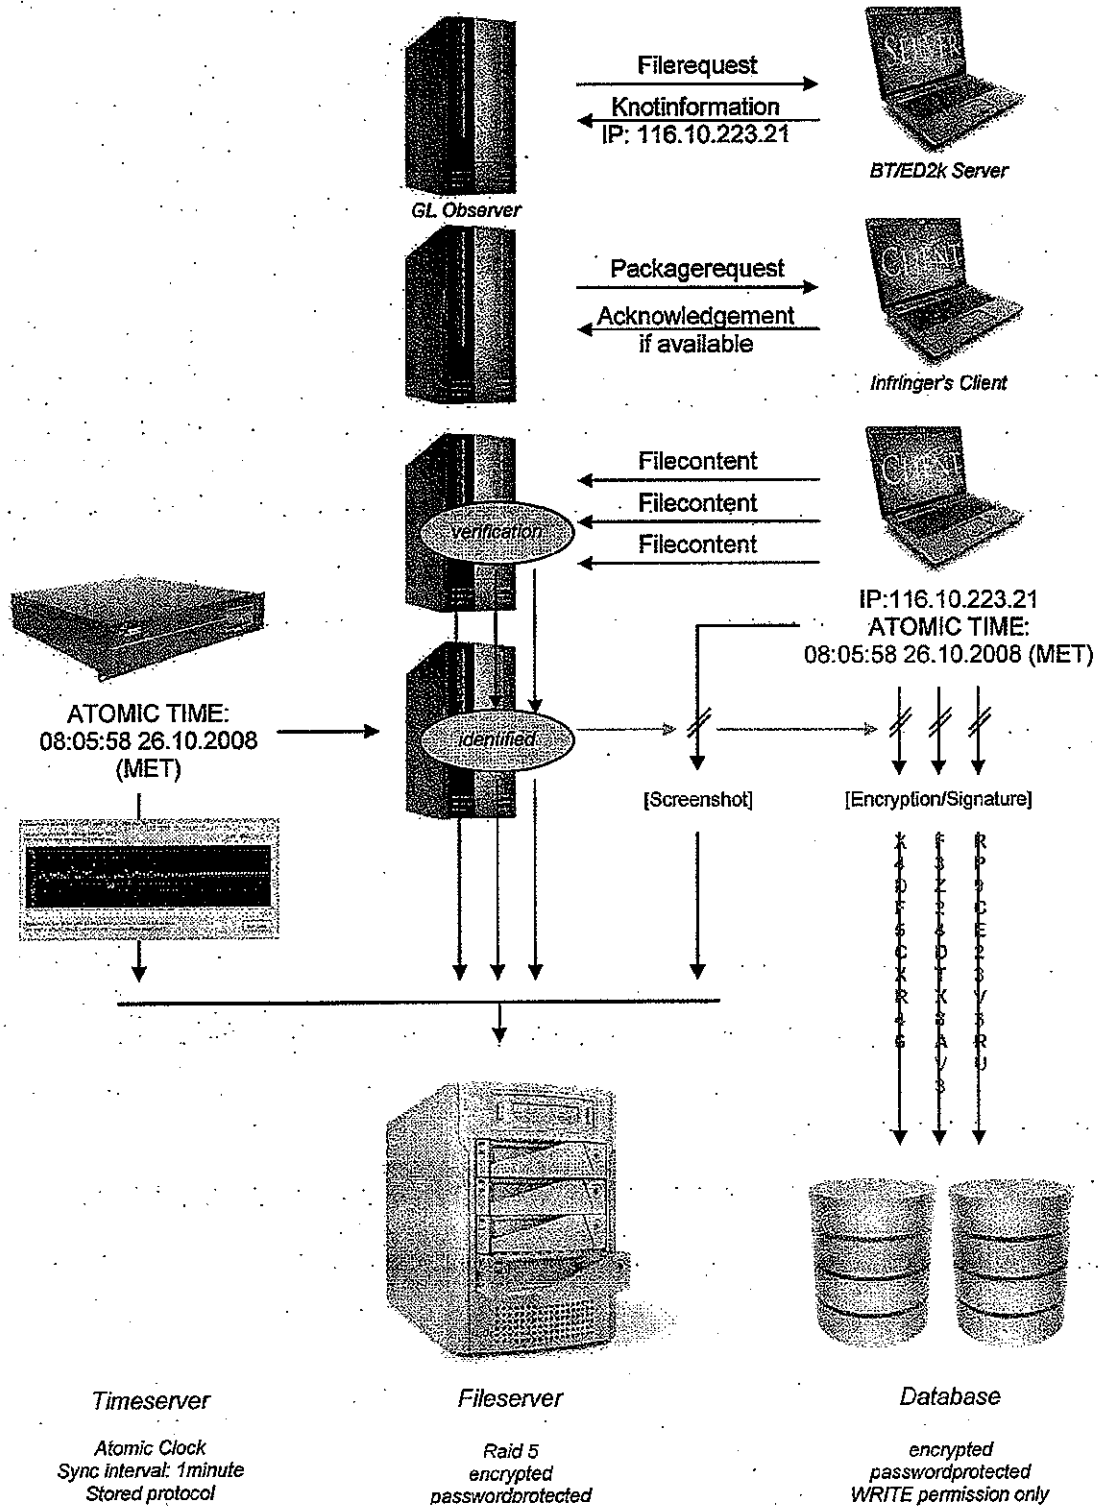 SERVER
Filerequest
Knotinformation
IP: 116.10.223.21
BT/ED2k Server
GL Observer
CLIENT
Packagerequest
Acknowledgement
if available
Infringer's Client
CLIENT
Filecontent
Filecontent
Filecontent
verification
IP:116.10.223.21
ATOMIC TIME:
08:05:58 26.10.2008 (MET)
ATOMIC TIME:
08:05:58 26.10.2008
(MET)
identified
[Screenshot]
[Encryption/Signature]
Timeserver
Fileserver
Database
Atomic Clock
Sync interval: 1minute
Stored protocol
Raid 5
encrypted
passwordprotected
encrypted
passwordprotected
WRITE permission only